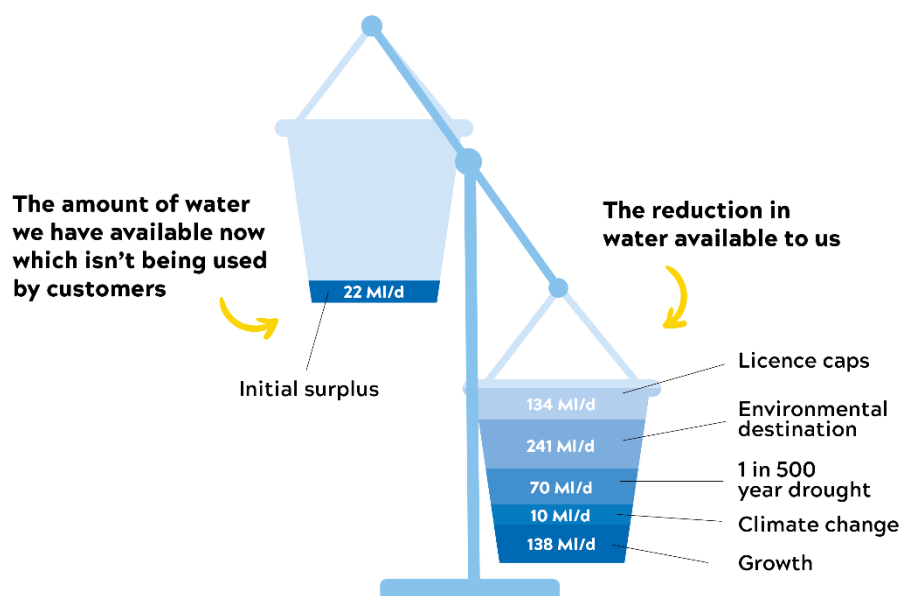 The amount of water
we have available now
which isn't being used
by customers
22 Ml/d
Initial surplus
The reduction in
water available to us
134 Ml/d
Licence caps
241 Ml/d
Environmental
destination
70 Ml/d
1 in 500
year drought
10 Ml/d
Climate change
138 Ml/d
Growth